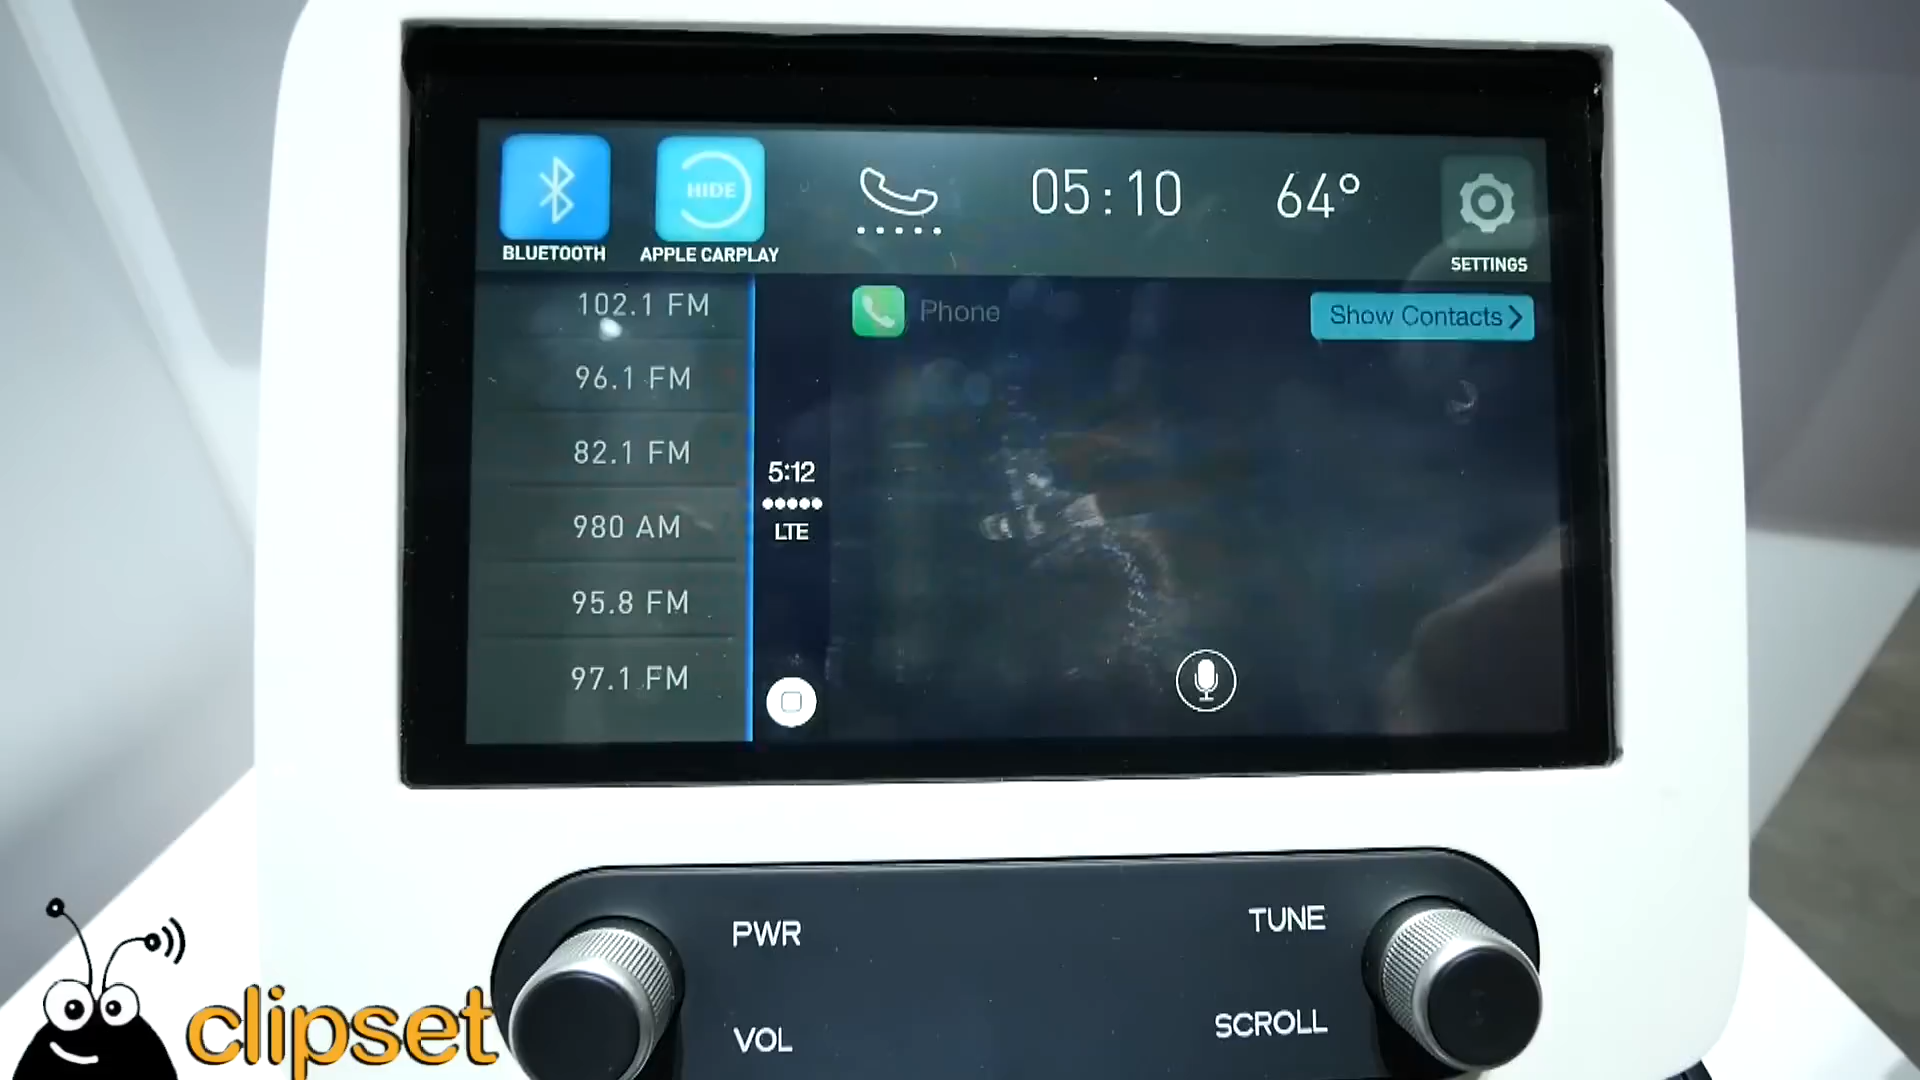 HIDE
05:10
64°
BLUETOOTH
APPLE CARPLAY
SETTINGS
102.1 FM
96.1 FM
82.1 FM
980 AM
95.8 FM
97.1 FM
Phone
Show Contacts
5:12
LTE
PWR
TUNE
VOL
SCROLL
clipset